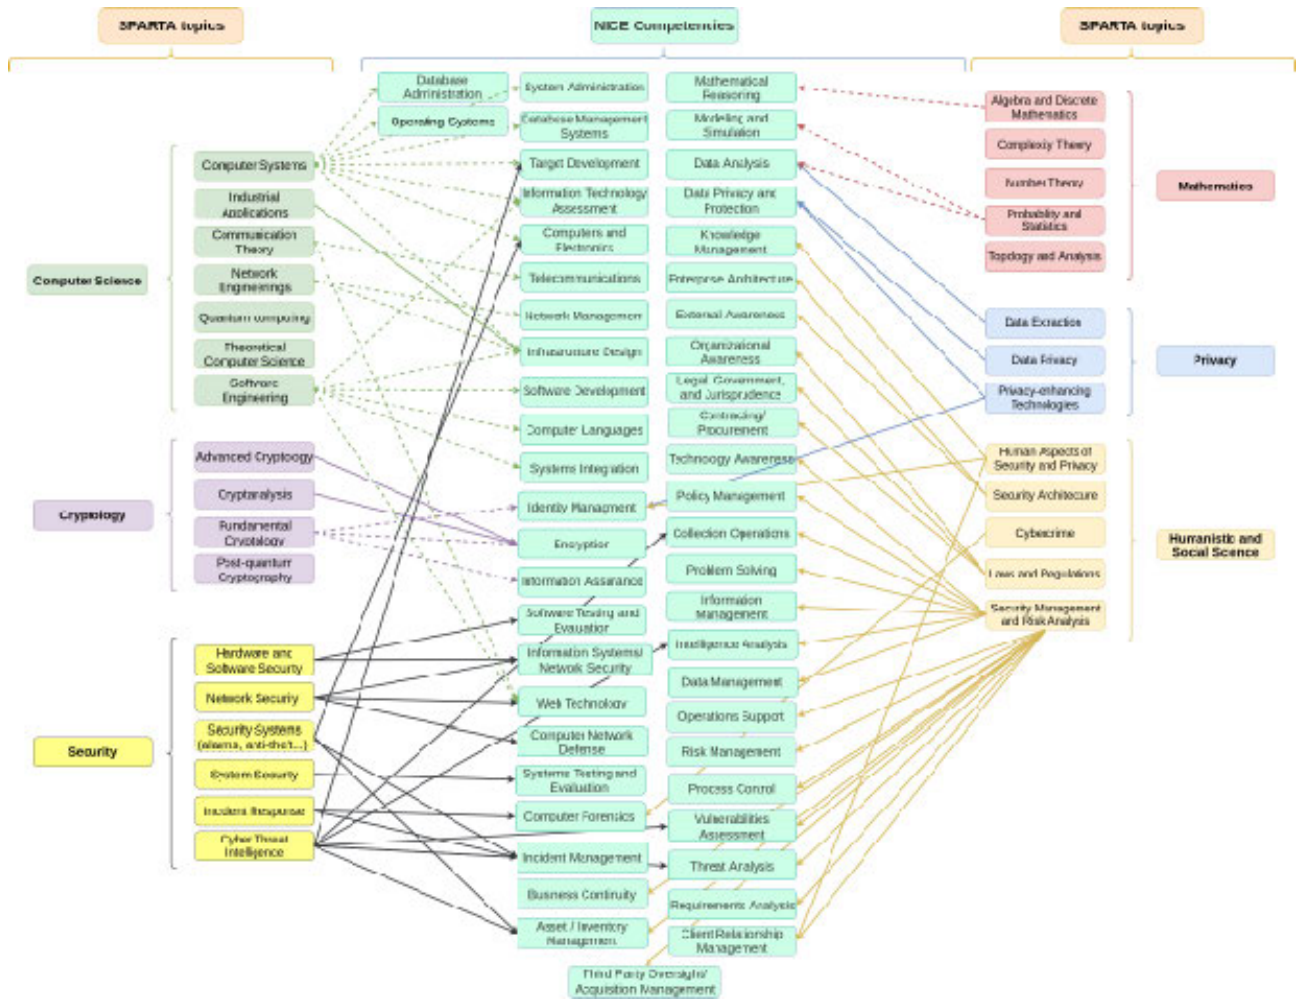 SPARTA topics
NICE Competencies
SPARTA topics
Computer Science
Computer Systems
Industrial
Applications
Communication
Theory
Network
Engineerings
Quantum computing
Theoretical
Computer Science
Software
Engineering
Cryptology
Advanced Cryptoogy
Cryptanalysis
Fundamental
Cryptology
Post-quantum
Cryptography
Security
Hardware and
Software Security
Network Security
Security Systems
(alarms, anti-theft...)
System Security
Incident Response
Cyber Threat
Intelligence
Database
Administration
Operating Systems
System Administration
Database Management
Systems
Target Development
Information Technology
Assessment
Computers and
Electronics
Telecommunications
Network Management
Infrastructure Design
Software Development
Computer Languages
Systems Integration
Identity Managment
Encryption
Information Assurance
Software Testing and
Evaluation
Information Systems/
Network Security
Web Technology
Computer Network
Defense
Systems Testing and
Evaluation
Computer Forensics
Incident Management
Business Continuity
Asset / Inventory
Management
Third Party Oversight/
Acquisition Management
Mathematical
Reasoning
Modeling and
Simulation
Data Analysis
Data Privacy and
Protection
Knowledge
Management
Enterprise Architecture
External Awareness
Organizational
Awareness
Legal, Government,
and Jurisprudence
Contracting/
Procurement
Technoogy Awareness
Policy Management
Collection Operations
Problem Solving
Information
Management
Intelligence Analysis
Data Management
Operations Support
Risk Management
Process Control
Vulnerabilities
Assessment
Threat Analysis
Requirements Analysis
Client Relationship
Management
Algebra and Discrete
Mathematics
Complexity Theory
Number Theory
Probablity and
Statistics
Topology and Analysis
Mathematics
Data Extraction
Data Privacy
Privacy-enhancing
Technologies
Privacy
Human Aspects of
Security and Privacy
Security Architecture
Cybercrime
Laws and Regulations
Security Management
and Risk Analysis
Humanistic and
Social Science